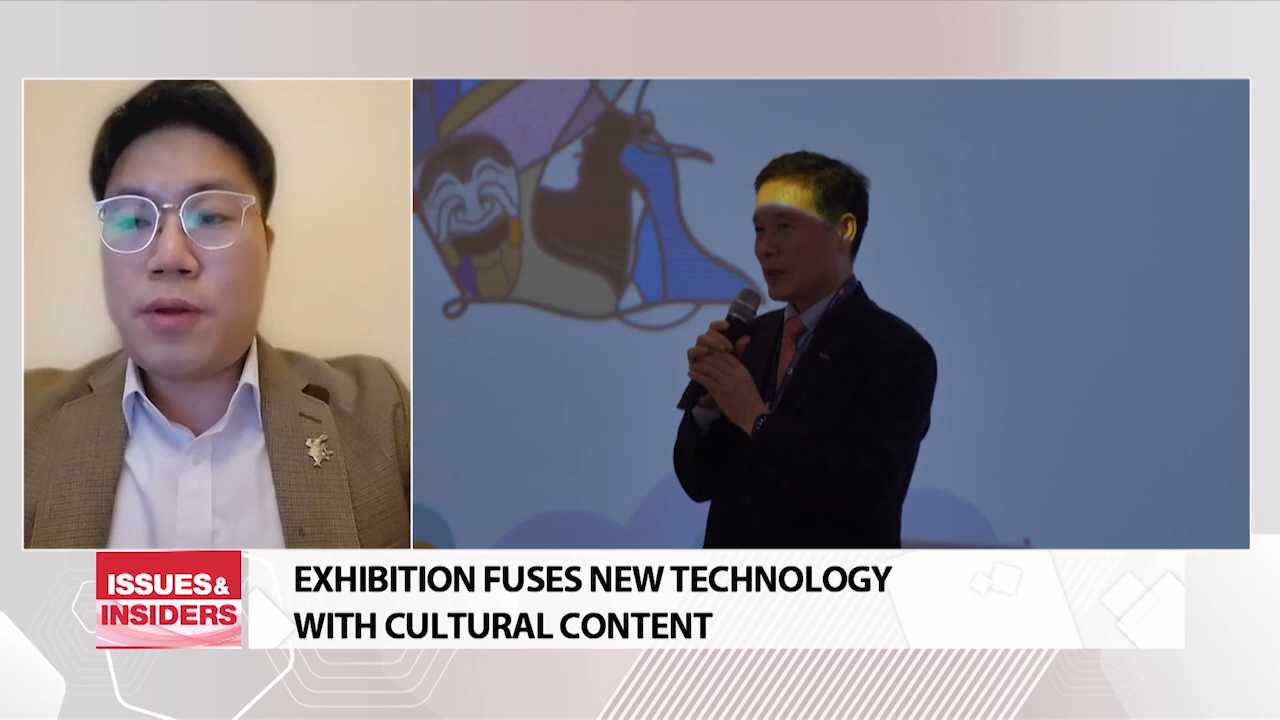 ISSUES&
INSIDERS
EXHIBITION FUSES NEW TECHNOLOGY
WITH CULTURAL CONTENT